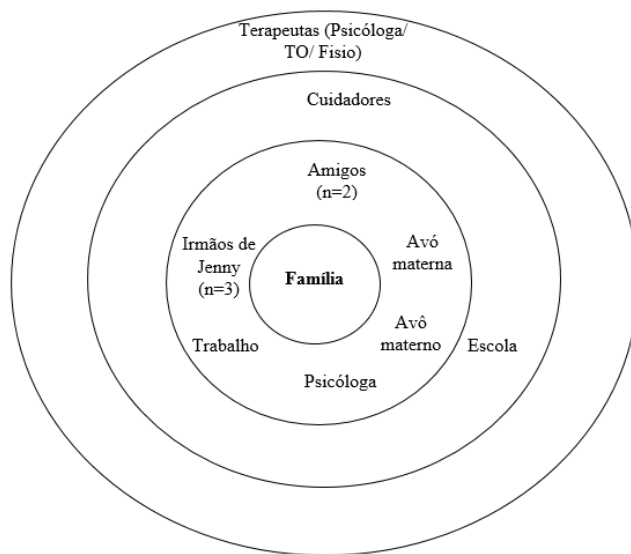 Terapeutas (Psicóloga/
TO/ Fisio)
Cuidadores
Amigos
(n=2)
Irmãos de
Jenny
(n=3)
Família
Avó
materna
Avô
materno
Trabalho
Escola
Psicóloga